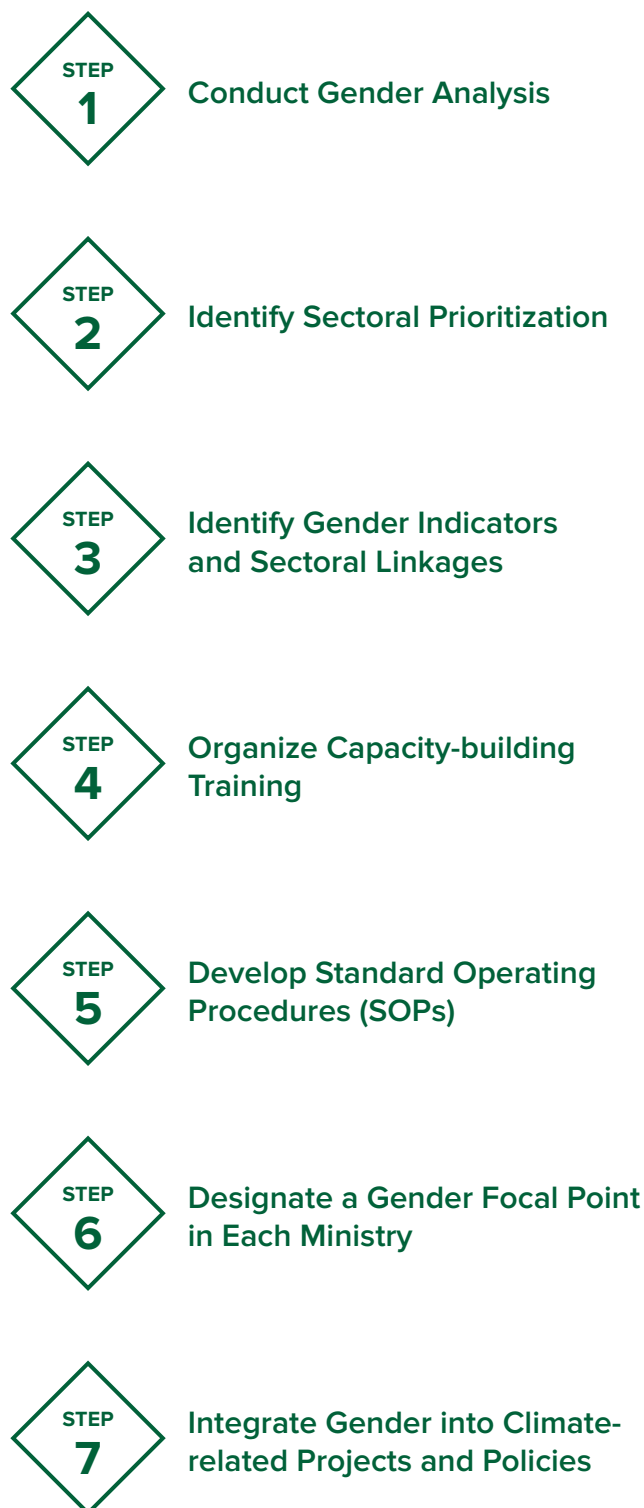 STEP
1
Conduct Gender Analysis
STEP
2
Identify Sectoral Prioritization
STEP
3
Identify Gender Indicators
and Sectoral Linkages
STEP
4
Organize Capacity-building
Training
STEP
5
Develop Standard Operating
Procedures (SOPs)
STEP
6
Designate a Gender Focal Point
in Each Ministry
STEP
7
Integrate Gender into Climate-
related Projects and Policies